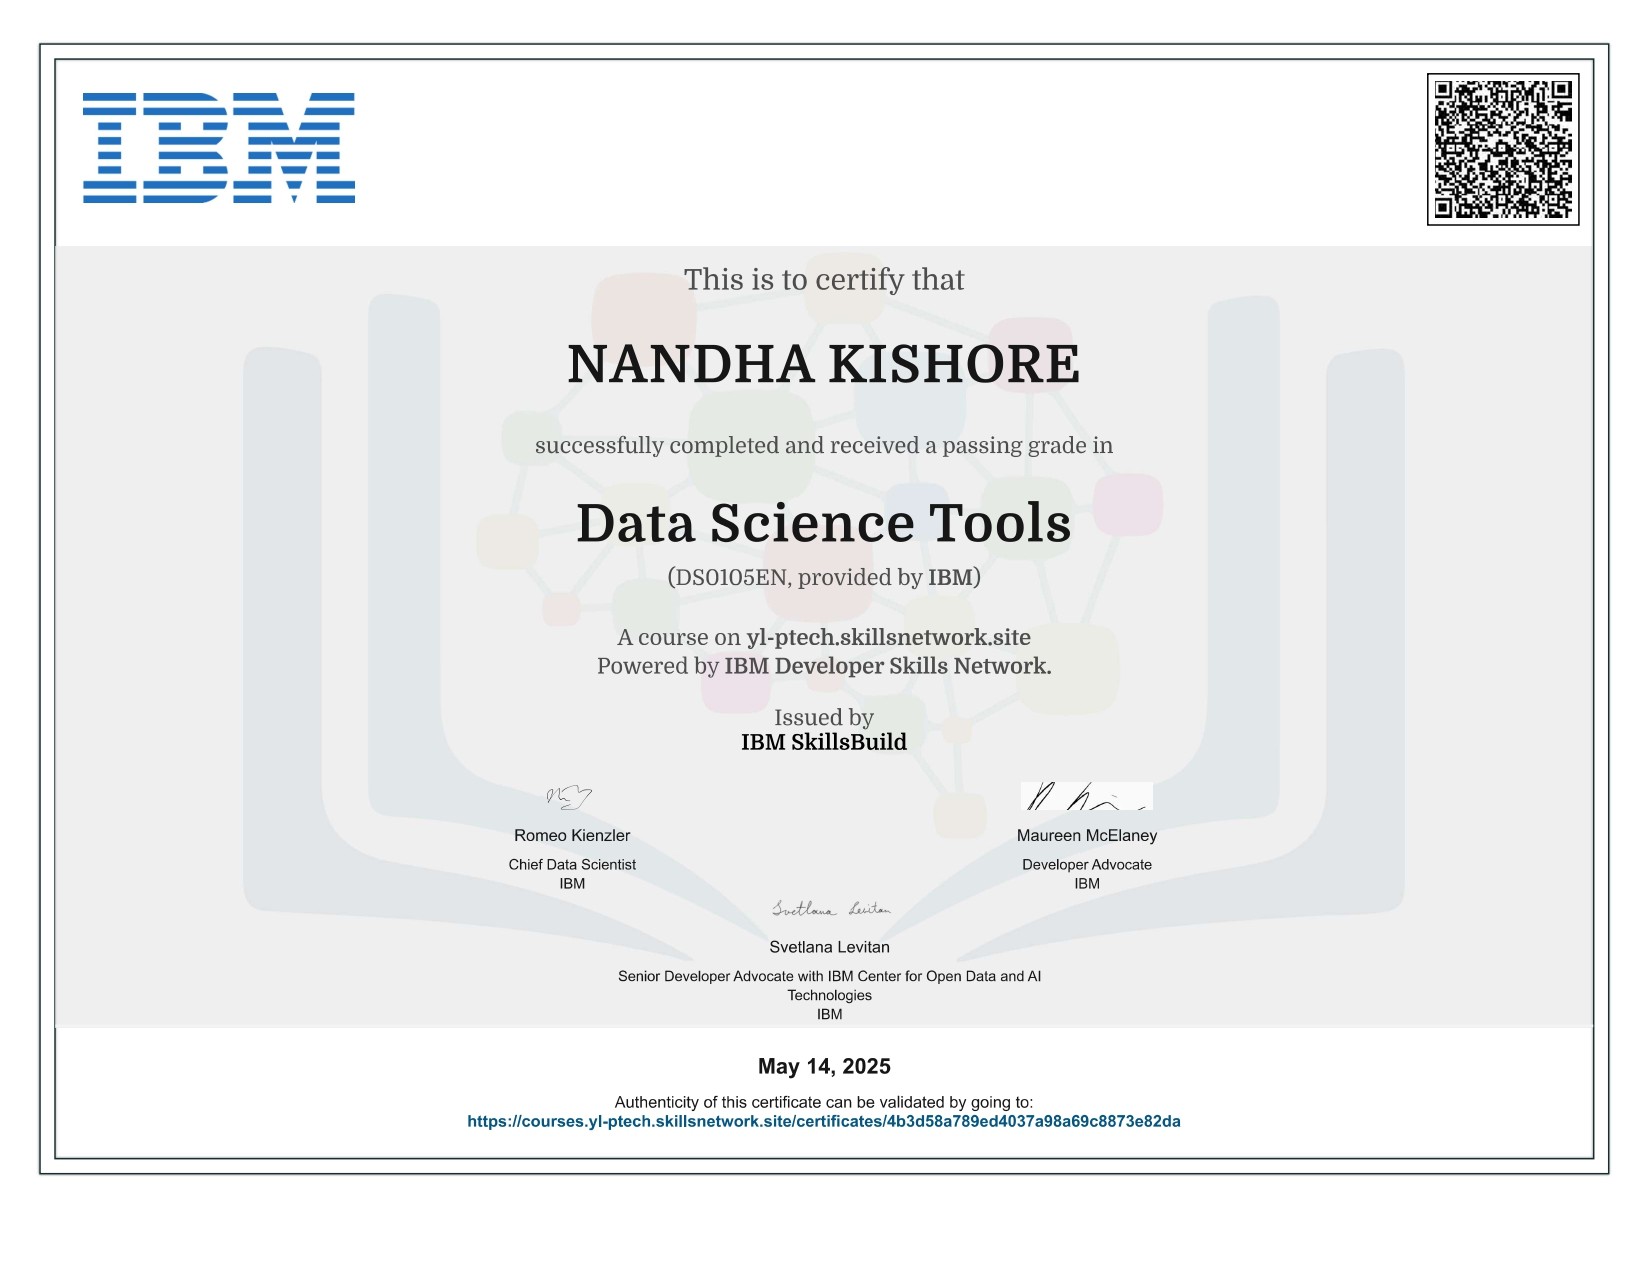 IBM
This is to certify that
NANDHA KISHORE
successfully completed and received a passing grade in
Data Science Tools
(DS0105EN, provided by IBM)
A course on yl-ptech.skillsnetwork.site
Powered by IBM Developer Skills Network.
Issued by
IBM SkillsBuild
Romeo Kienzler
Chief Data Scientist
IBM
Maureen McElaney
Developer Advocate
IBM
Svetlana Levitan
Svetlana Levitan
Senior Developer Advocate with IBM Center for Open Data and AI
Technologies
IBM
May 14, 2025
Authenticity of this certificate can be validated by going to:
https://courses.yl-ptech.skillsnetwork.site/certificates/4b3d58a789ed4037a98a69c8873e82da